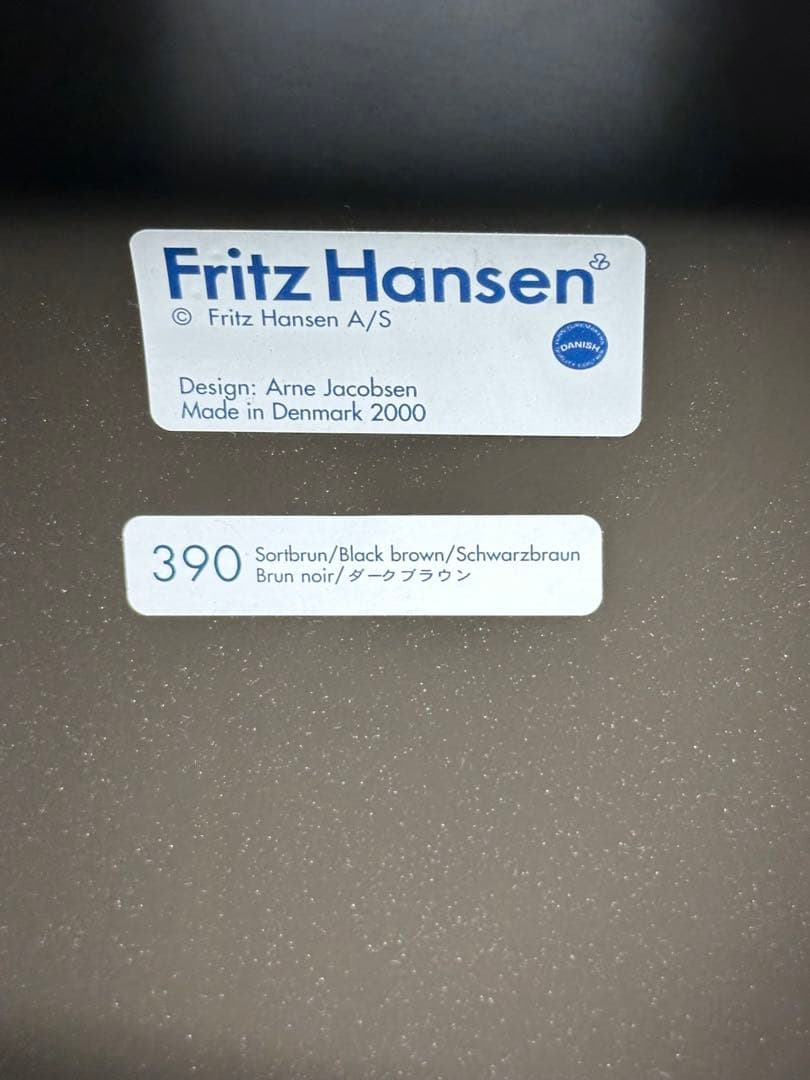 Fritz Hansen
© Fritz Hansen A/S
DANISH
Design: Arne Jacobsen
Made in Denmark 2000
390 Sortbrun/Black brown/Schwarzbraun
Brun noir/ダークブラウン